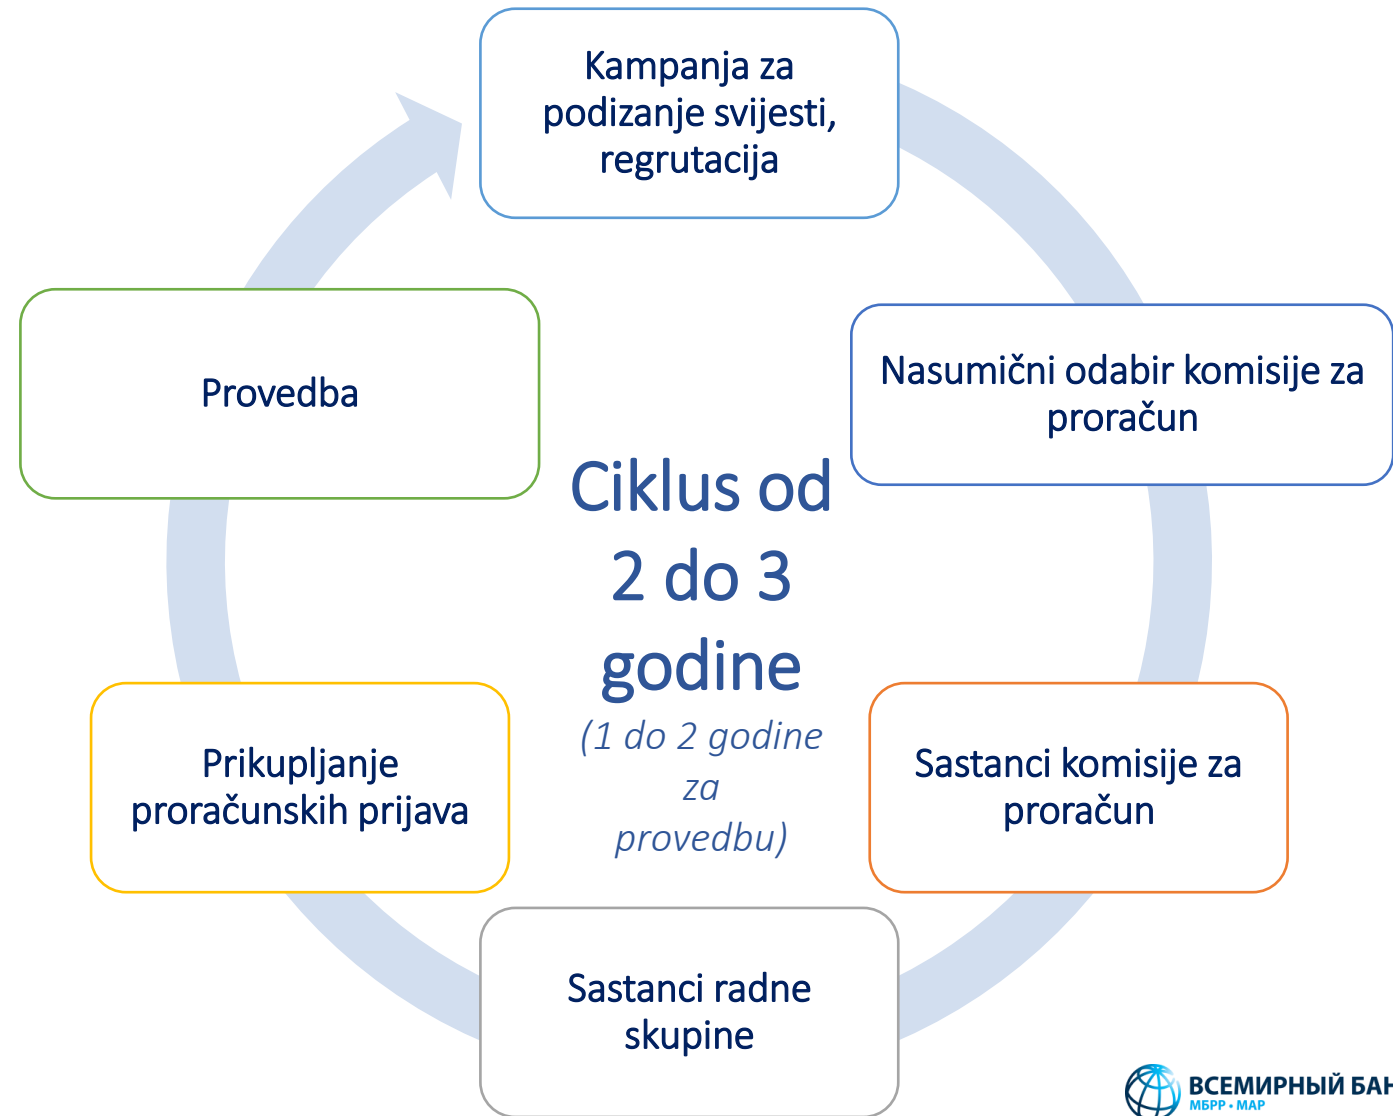 Kampanja za
podizanje svijesti,
regrutacija
Nasumični odabir komisije za
proračun
Sastanci komisije za
proračun
Sastanci radne
skupine
Prikupljanje
proračunskih prijava
Provedba
Ciklus od
2 do 3
godine
(1 do 2 godine
za
provedbu)
ВСЕМИРНЫЙ БАН
МБРР • МАР